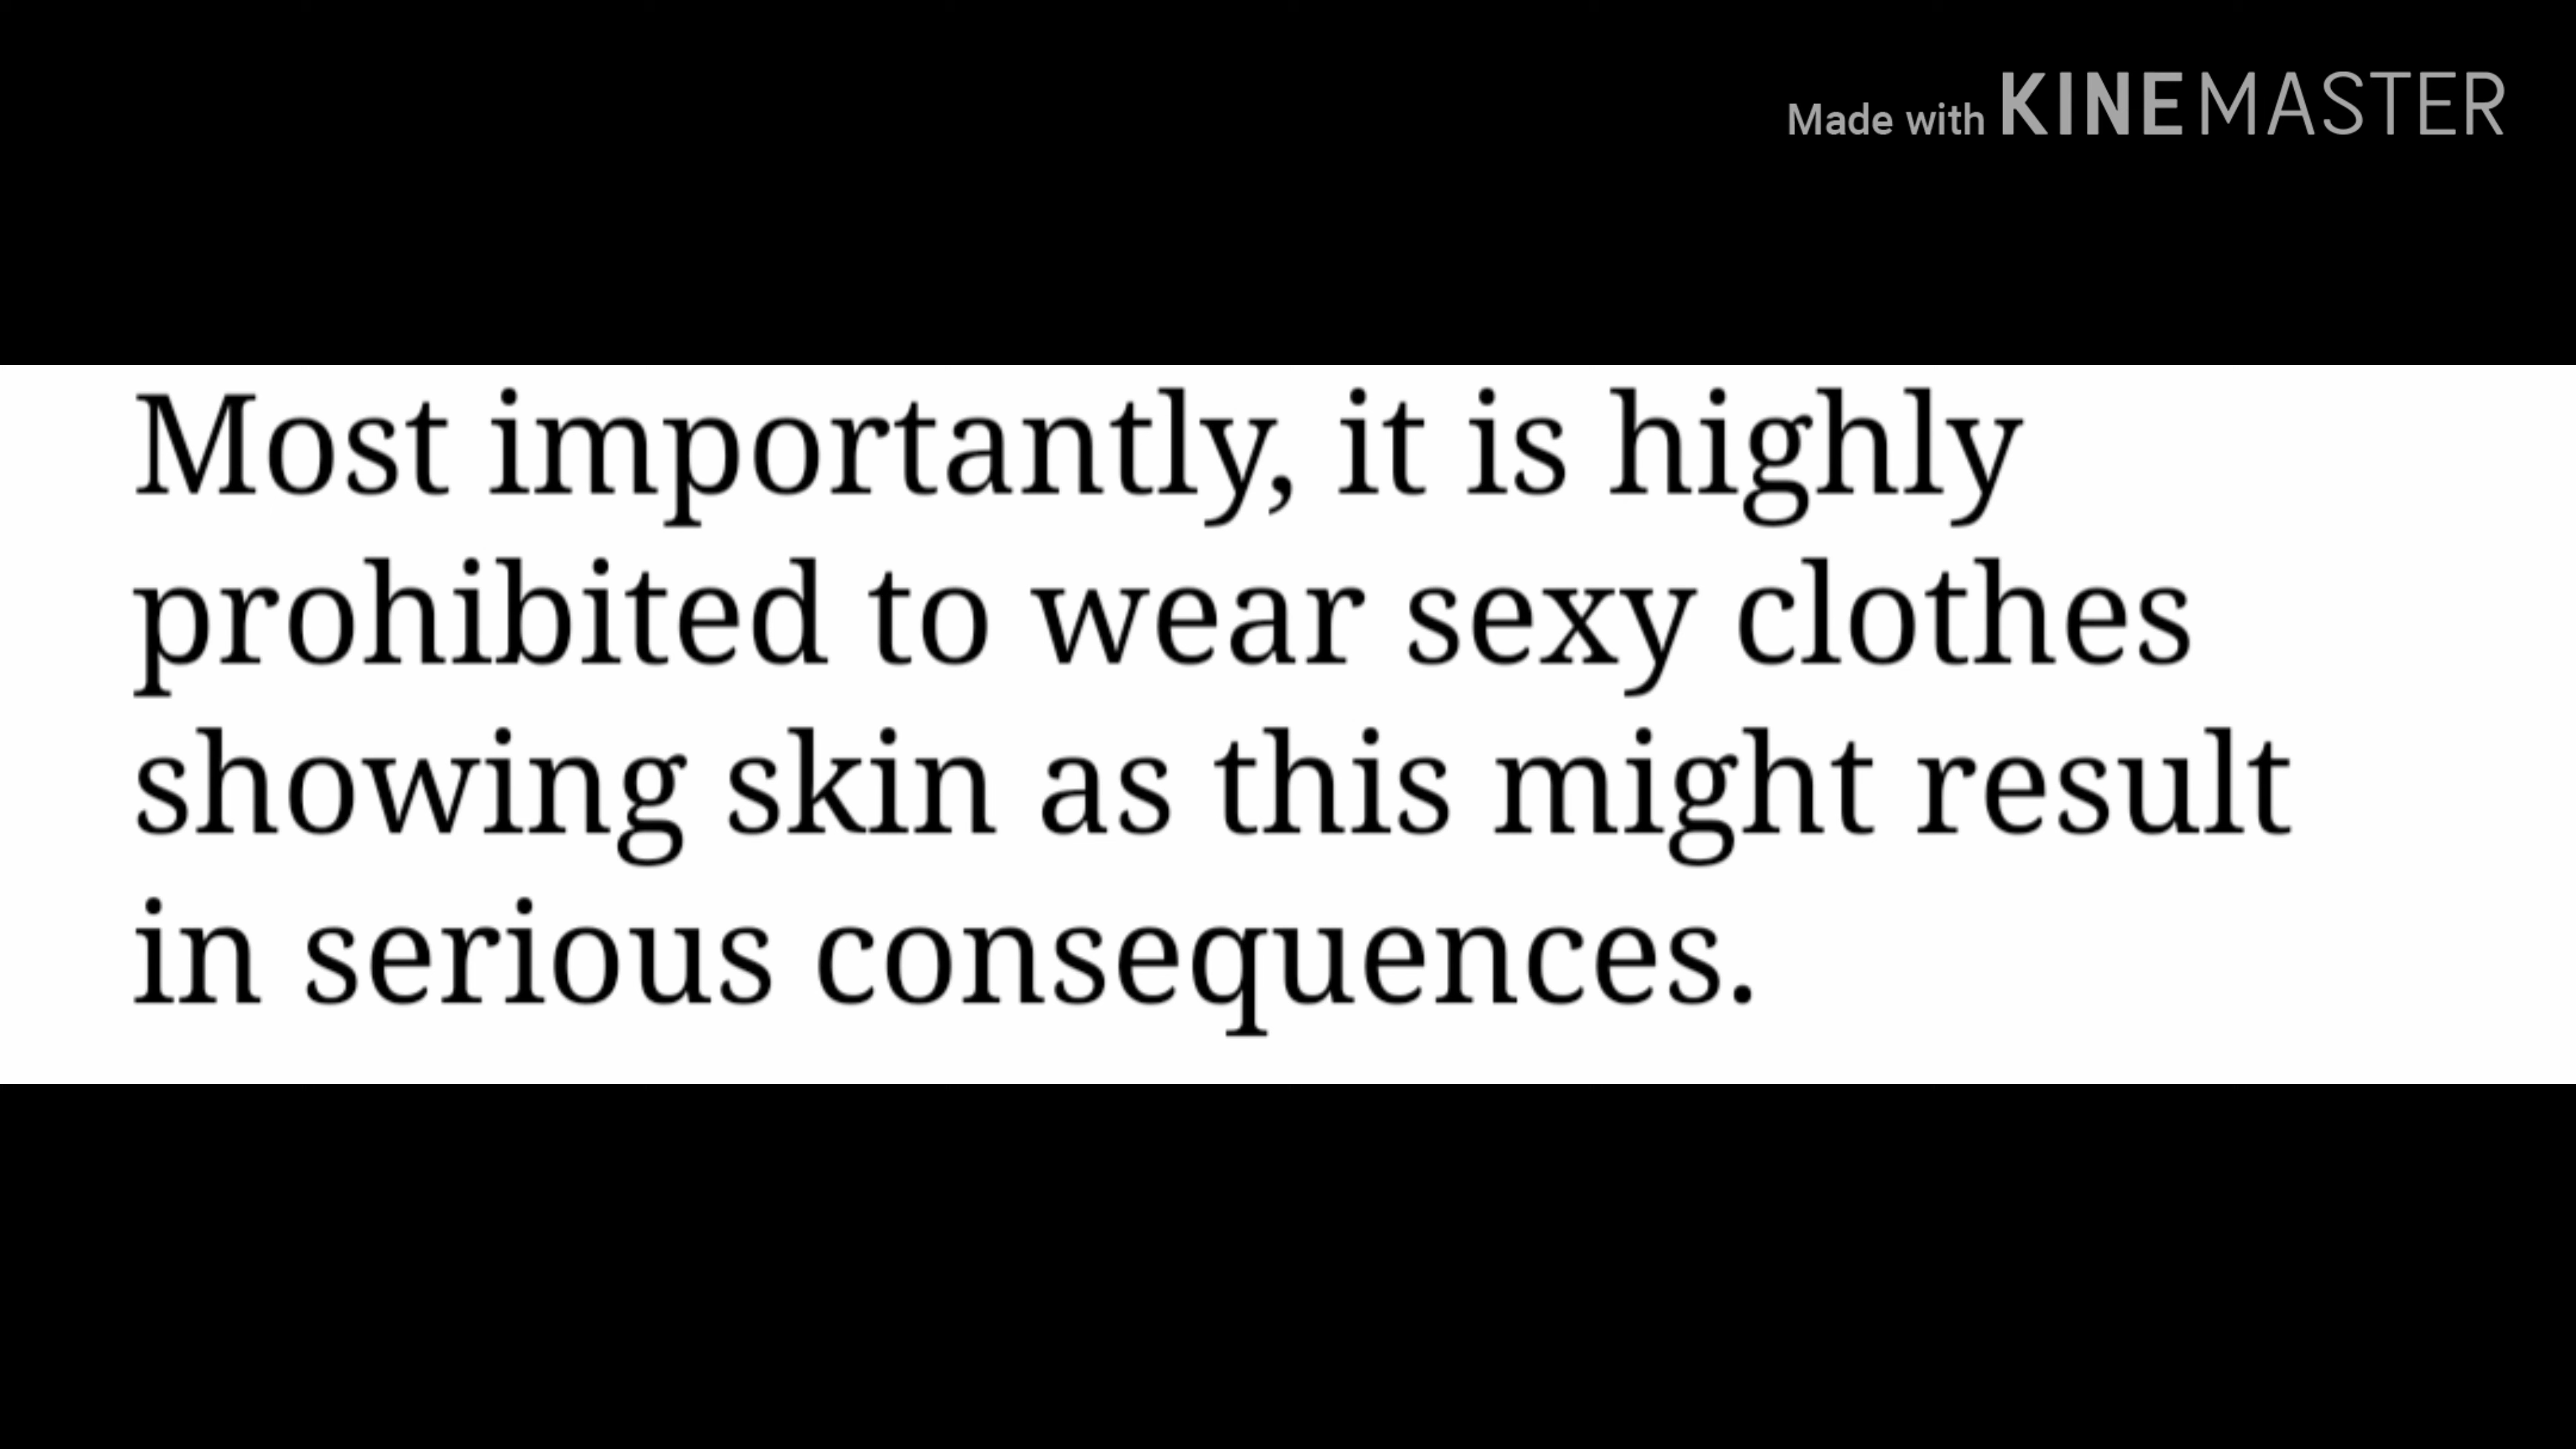 Made with KINEMASTER
Most importantly, it is highly
prohibited to wear sexy clothes
showing skin as this might result
in serious consequences.